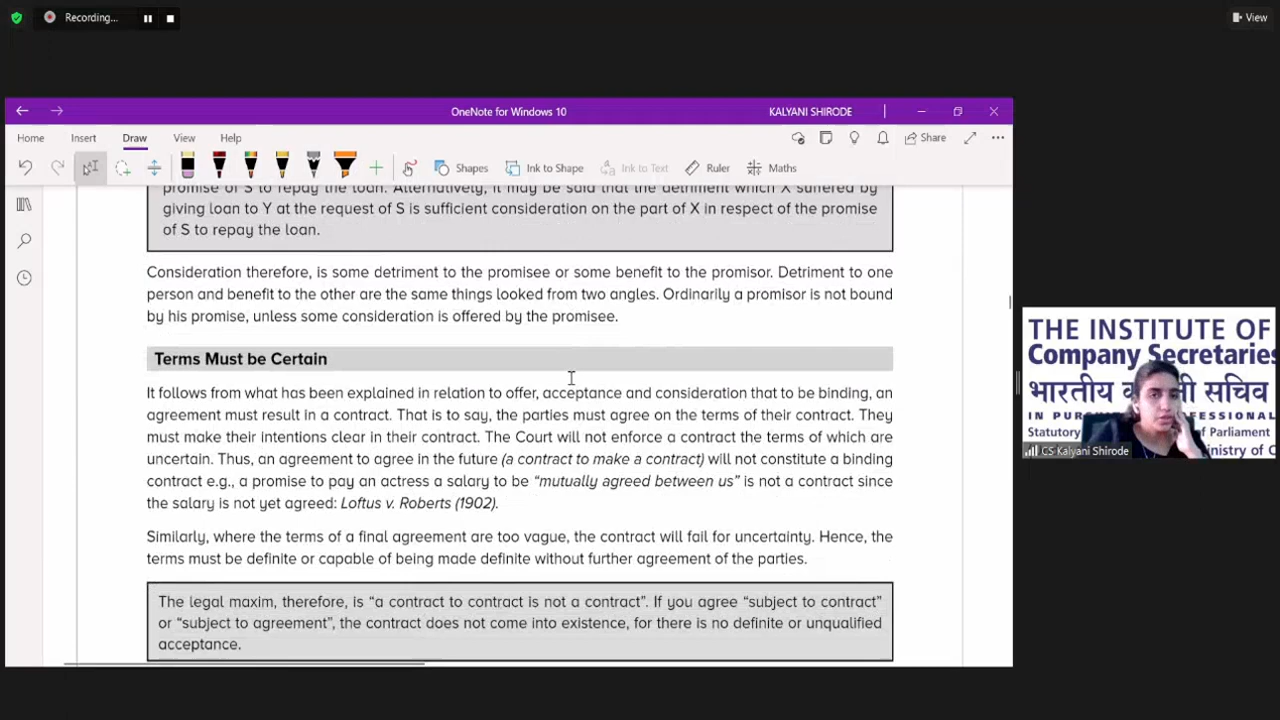 Recording...
View
OneNote for Windows 10
KALYANI SHIRODE
Home Insert Draw View Help
Share
Shapes Ink to Shape Ink to Text Ruler Maths
promise of S to repay the loan. Alternatively, it may be said that the detriment which X suffered by
giving loan to Y at the request of S is sufficient consideration on the part of X in respect of the promise
of S to repay the loan.
Consideration therefore, is some detriment to the promisee or some benefit to the promisor. Detriment to one
person and benefit to the other are the same things looked from two angles. Ordinarily a promisor is not bound
by his promise, unless some consideration is offered by the promisee.
Terms Must be Certain
It follows from what has been explained in relation to offer, acceptance and consideration that to be binding, an
agreement must result in a contract. That is to say, the parties must agree on the terms of their contract. They
must make their intentions clear in their contract. The Court will not enforce a contract the terms of which are
uncertain. Thus, an agreement to agree in the future (a contract to make a contract) will not constitute a binding
contract e.g., a promise to pay an actress a salary to be “mutually agreed between us” is not a contract since
the salary is not yet agreed: Loftus v. Roberts (1902).
Similarly, where the terms of a final agreement are too vague, the contract will fail for uncertainty. Hence, the
terms must be definite or capable of being made definite without further agreement of the parties.
The legal maxim, therefore, is “a contract to contract is not a contract”. If you agree “subject to contract”
or “subject to agreement”, the contract does not come into existence, for there is no definite or unqualified
acceptance.
THE INSTITUTE OF
Company Secretaries
भारतीय सचिव
IN PUR
Statutory of Parliament
CS Kalyani Shirode